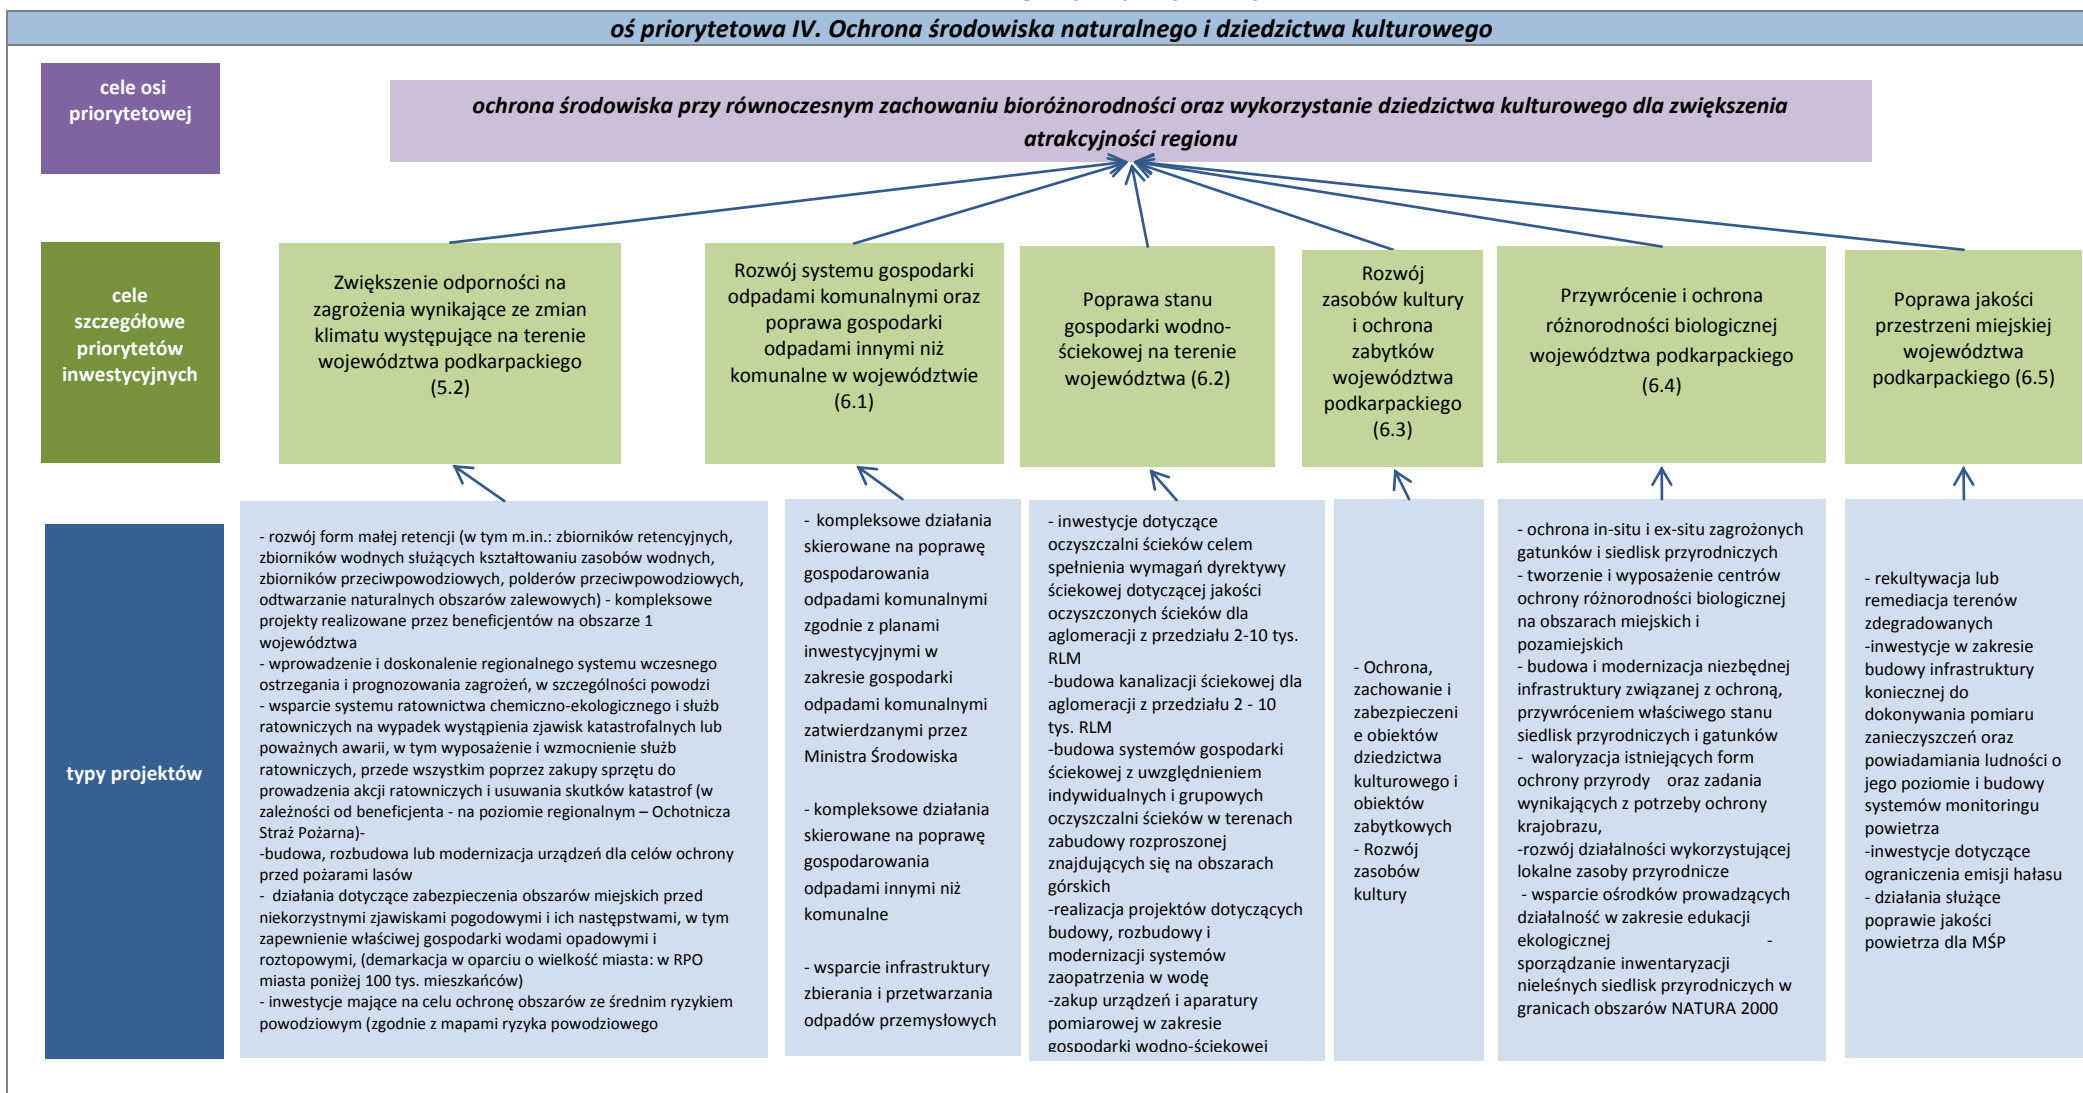 oś priorytetowa IV. Ochrona środowiska naturalnego i dziedzictwa kulturowego
cele osi
priorytetowej
ochrona środowiska przy równoczesnym zachowaniu bioróżnorodności oraz wykorzystanie dziedzictwa kulturowego dla zwiększenia
atrakcyjności regionu
cele
szczegółowe
priorytetów
inwestycyjnych
Zwiększenie odporności na
zagrożenia wynikające ze zmian
klimatu występujące na terenie
województwa podkarpackiego
(5.2)
Rozwój systemu gospodarki
odpadami komunalnymi oraz
poprawa gospodarki
odpadami innymi niż
komunalne w województwie
(6.1)
Poprawa stanu
gospodarki wodno-
ściekowej na terenie
województwa (6.2)
Rozwój
zasobów kultury
i ochrona
zabytków
województwa
podkarpackiego
(6.3)
Przywrócenie i ochrona
różnorodności biologicznej
województwa podkarpackiego
(6.4)
Poprawa jakości
przestrzeni miejskiej
województwa
podkarpackiego (6.5)
typy projektów
- rozwój form małej retencji (w tym m.in.: zbiorników retencyjnych,
zbiorników wodnych służących kształtowaniu zasobów wodnych,
zbiorników przeciwpowodziowych, polderów przeciwpowodziowych,
odtwarzanie naturalnych obszarów zalewowych) - kompleksowe
projekty realizowane przez beneficjentów na obszarze 1
województwa
- wprowadzenie i doskonalenie regionalnego systemu wczesnego
ostrzegania i prognozowania zagrożeń, w szczególności powodzi
- wsparcie systemu ratownictwa chemiczno-ekologicznego i służb
ratowniczych na wypadek wystąpienia zjawisk katastrofalnych lub
poważnych awarii, w tym wyposażenie i wzmocnienie służb
ratowniczych, przede wszystkim poprzez zakupy sprzętu do
prowadzenia akcji ratowniczych i usuwania skutków katastrof (w
zależności od beneficjenta - na poziomie regionalnym – Ochotnicza
Straż Pożarna)-
-budowa, rozbudowa lub modernizacja urządzeń dla celów ochrony
przed pożarami lasów
- działania dotyczące zabezpieczenia obszarów miejskich przed
niekorzystnymi zjawiskami pogodowymi i ich następstwami, w tym
zapewnienie właściwej gospodarki wodami opadowymi i
roztopowymi, (demarkacja w oparciu o wielkość miasta: w RPO
miasta poniżej 100 tys. mieszkańców)
- inwestycje mające na celu ochronę obszarów ze średnim ryzykiem
powodziowym (zgodnie z mapami ryzyka powodziowego
- kompleksowe działania
skierowane na poprawę
gospodarowania
odpadami komunalnymi
zgodnie z planami
inwestycyjnymi w
zakresie gospodarki
odpadami komunalnymi
zatwierdzanymi przez
Ministra Środowiska
- kompleksowe działania
skierowane na poprawę
gospodarowania
odpadami innymi niż
komunalne
- wsparcie infrastruktury
zbierania i przetwarzania
odpadów przemysłowych
- inwestycje dotyczące
oczyszczalni ścieków celem
spełnienia wymagań dyrektywy
ściekowej dotyczącej jakości
oczyszczonych ścieków dla
aglomeracji z przedziału 2-10 tys.
RLM
-budowa kanalizacji ściekowej dla
aglomeracji z przedziału 2 - 10
tys. RLM
-budowa systemów gospodarki
ściekowej z uwzględnieniem
indywidualnych i grupowych
oczyszczalni ścieków w terenach
zabudowy rozproszonej
znajdujących się na obszarach
górskich
-realizacja projektów dotyczących
budowy, rozbudowy i
modernizacji systemów
zaopatrzenia w wodę
-zakup urządzeń i aparatury
pomiarowej w zakresie
gospodarki wodno-ściekowej
- Ochrona,
zachowanie i
zabezpieczeni
e obiektów
dziedzictwa
kulturowego i
obiektów
zabytkowych
- Rozwój
zasobów
kultury
- ochrona in-situ i ex-situ zagrożonych
gatunków i siedlisk przyrodniczych
- tworzenie i wyposażenie centrów
ochrony różnorodności biologicznej
na obszarach miejskich i
pozamiejskich
- budowa i modernizacja niezbędnej
infrastruktury związanej z ochroną,
przywróceniem właściwego stanu
siedlisk przyrodniczych i gatunków
- waloryzacja istniejących form
ochrony przyrody oraz zadania
wynikających z potrzeby ochrony
krajobrazu,
-rozwój działalności wykorzystującej
lokalne zasoby przyrodnicze
- wsparcie ośrodków prowadzących
działalność w zakresie edukacji
ekologicznej -
sporządzanie inwentaryzacji
nieleśnych siedlisk przyrodniczych w
granicach obszarów NATURA 2000
- rekultywacja lub
remediacja terenów
zdegradowanych
-inwestycje w zakresie
budowy infrastruktury
koniecznej do
dokonywania pomiaru
zanieczyszczeń oraz
powiadamiania ludności o
jego poziomie i budowy
systemów monitoringu
powietrza
-inwestycje dotyczące
ograniczenia emisji hałasu
- działania służące
poprawie jakości
powietrza dla MŚP